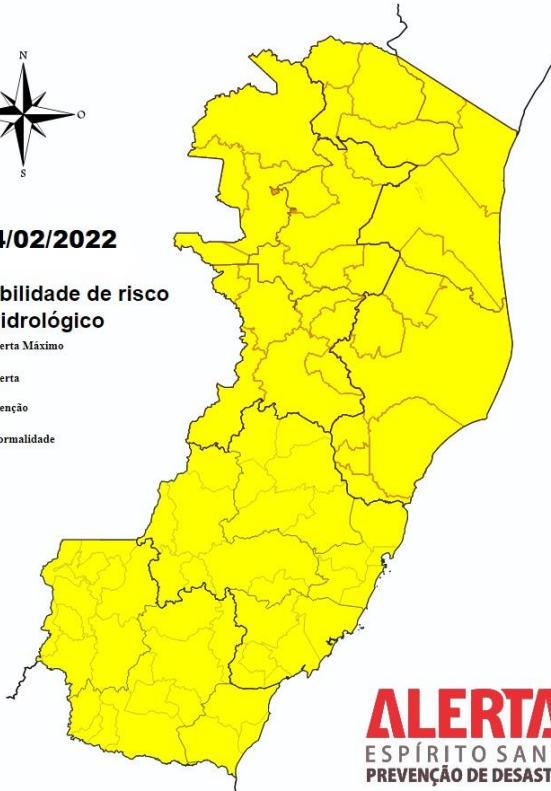 N
O
S
4/02/2022
bilidade de risco
idrológico
erta Máximo
erta
enção
ormalidade
ALERTA
ESPÍRITO SAN
PREVENÇÃO DE DESAST